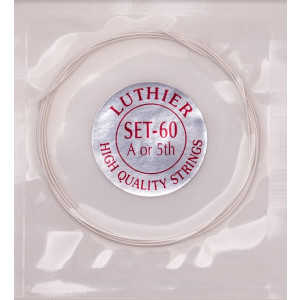 LUTHIER
SET-60
A or 5th
HIGH QUALITY STRINGS